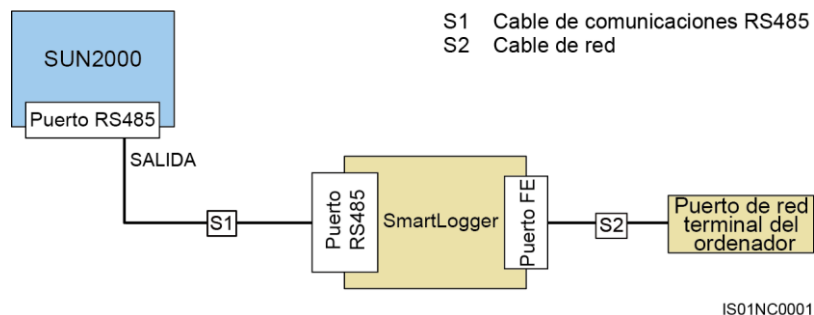 S1 Cable de comunicaciones RS485
S2 Cable de red
SUN2000
Puerto RS485
SALIDA
S1
Puerto
RS485
SmartLogger
Puerto FE
S2
Puerto de red
terminal del
ordenador
IS01NC0001